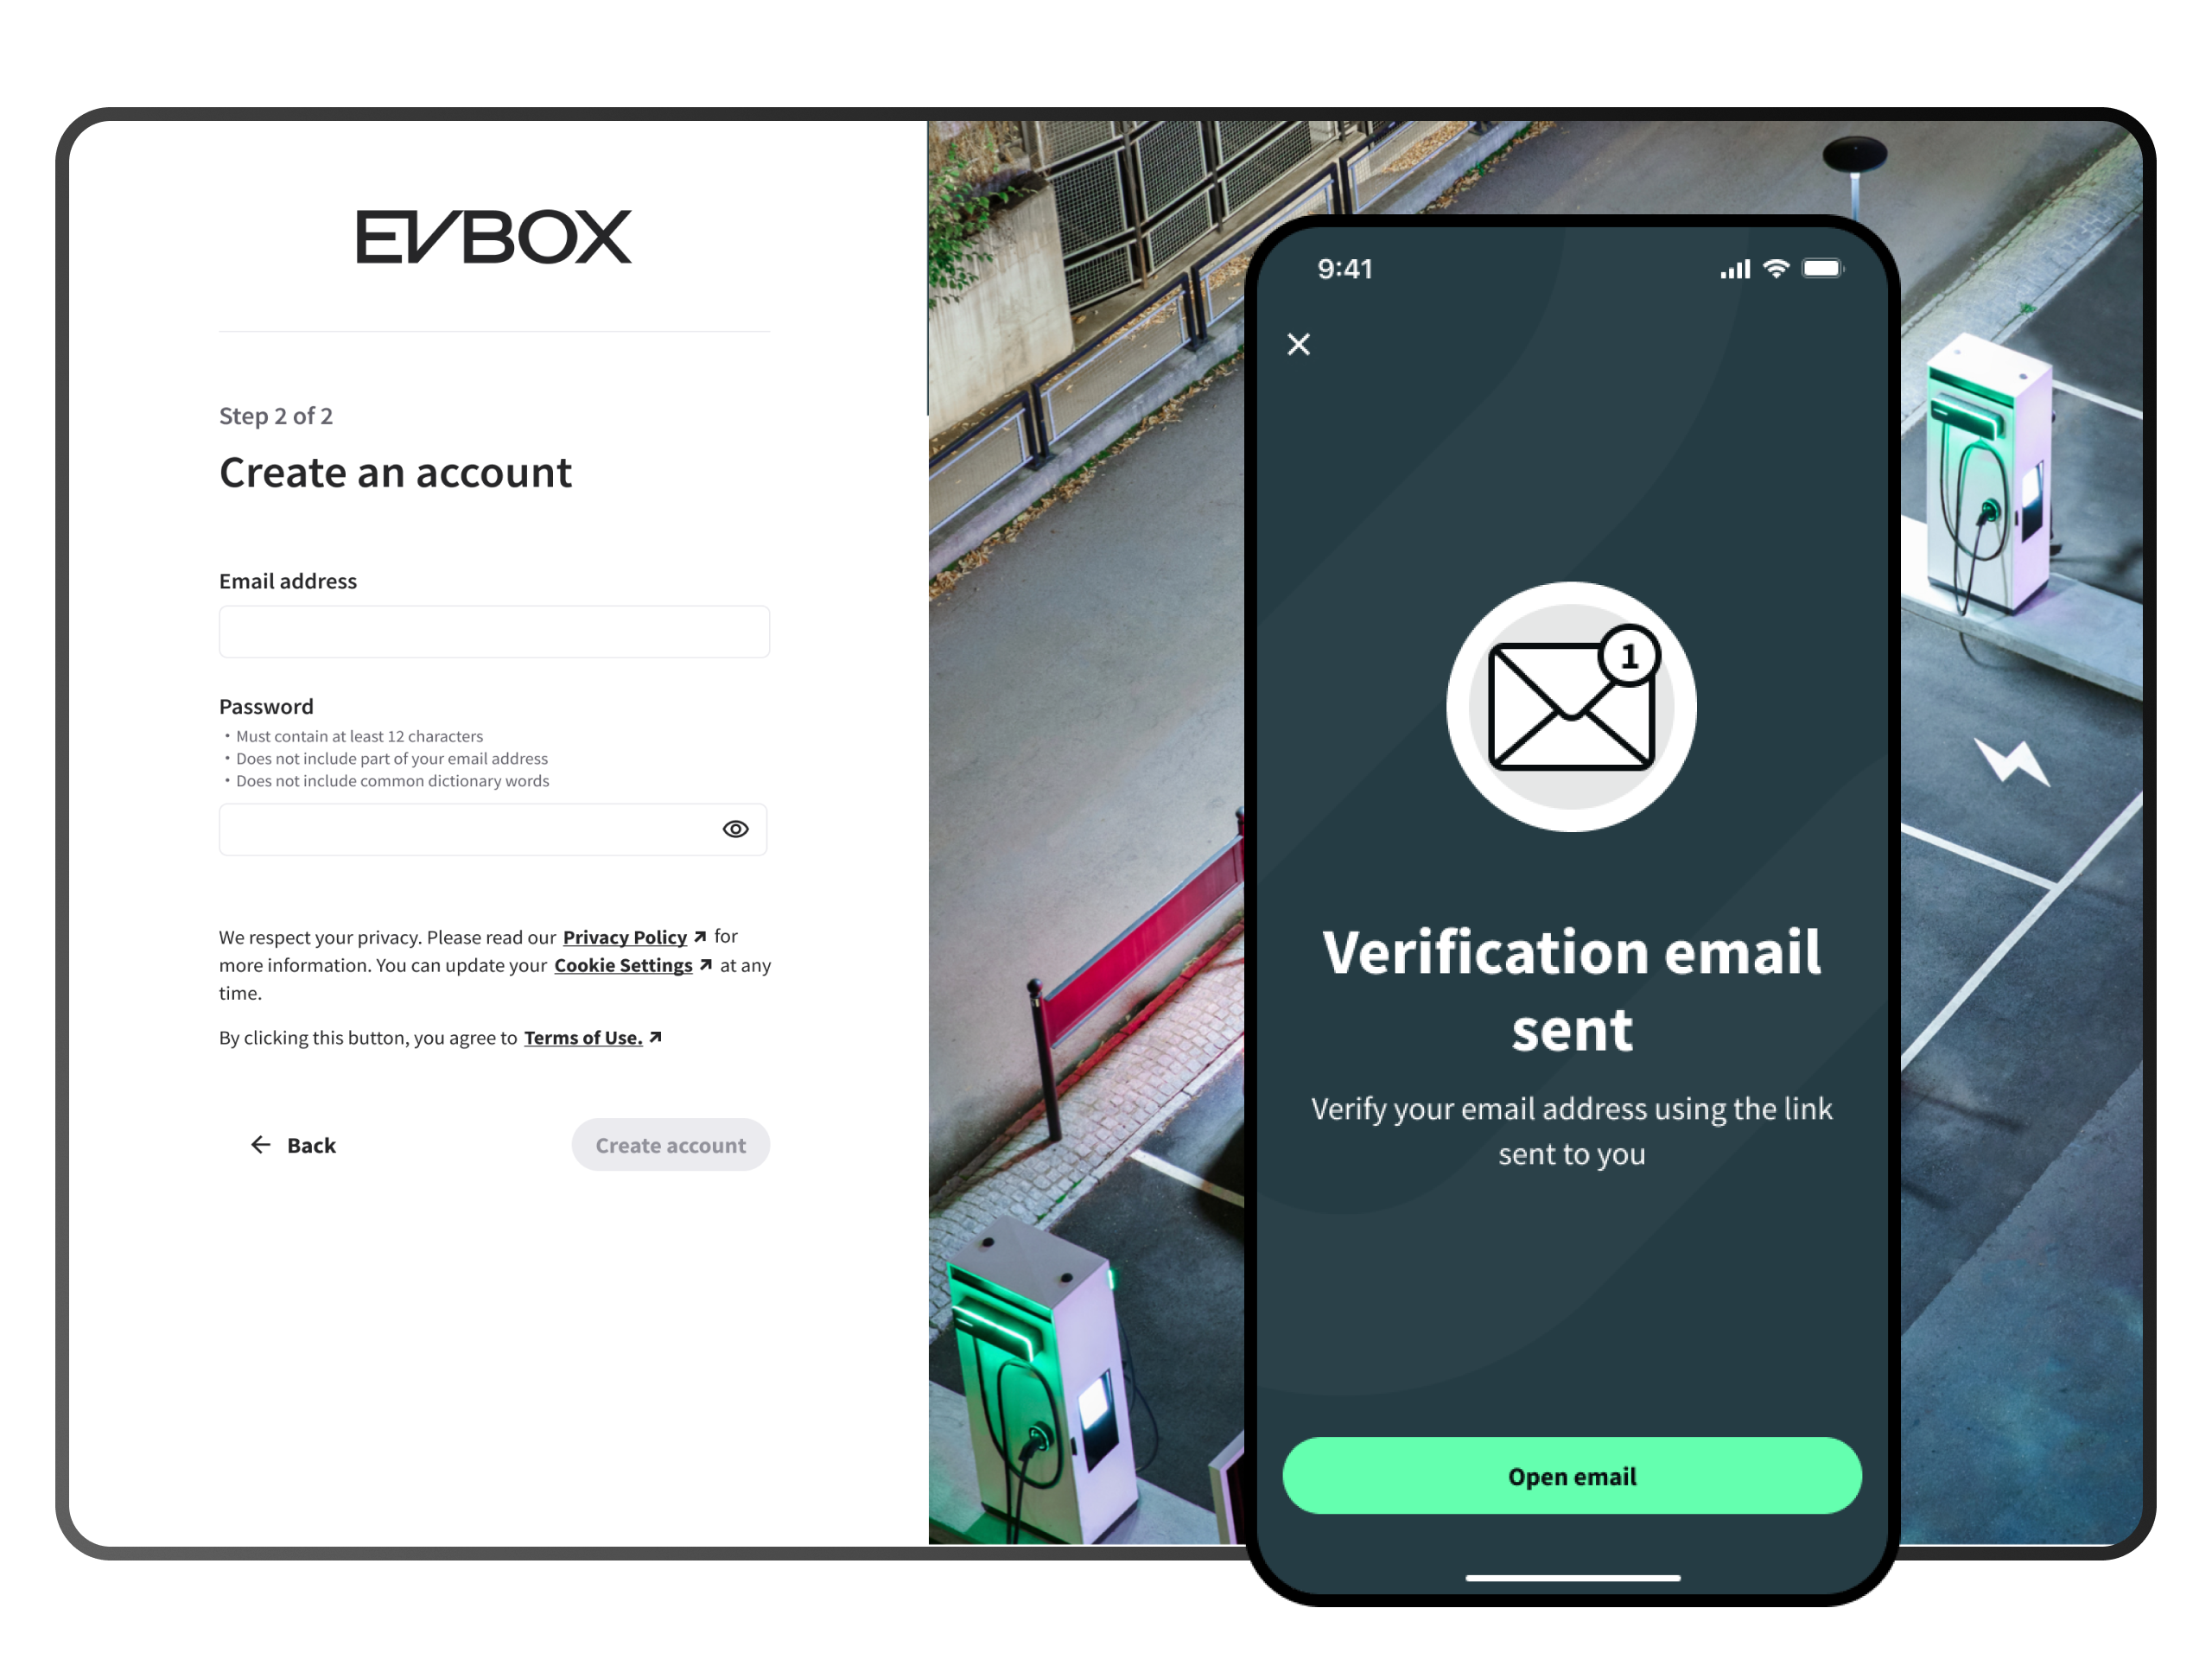 EVBOX
Step 2 of 2
Create an account
Email address
Password
• Must contain at least 12 characters
• Does not include part of your email address
• Does not include common dictionary words
We respect your privacy. Please read our Privacy Policy for
more information. You can update your Cookie Settings at any
time.
By clicking this button, you agree to Terms of Use.
Back
Create account
9:41
1
Verification email
sent
Verify your email address using the link
sent to you
Open email